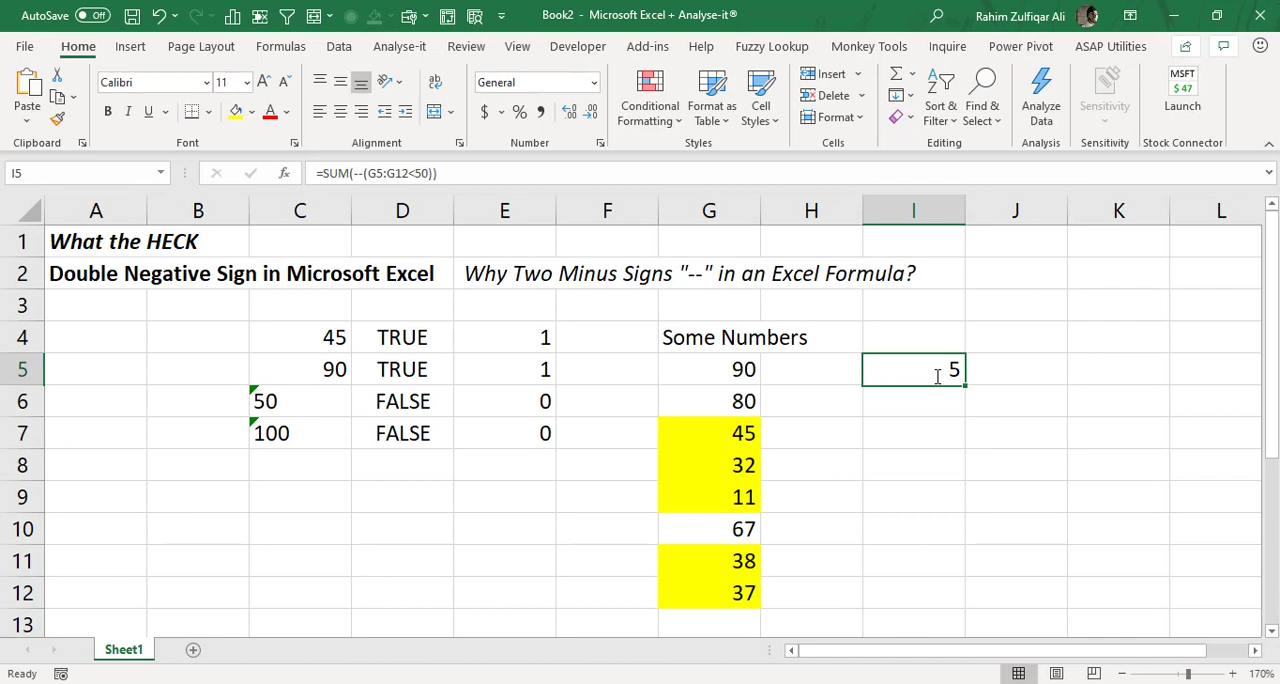 AutoSave Off Book2 - Microsoft Excel + Analyse-it® Rahim Zulfiqar Ali
File Home Insert Page Layout Formulas Data Analyse-it Review View Developer Add-ins Help Fuzzy Lookup Monkey Tools Inquire Power Pivot ASAP Utilities
Paste Calibri 11 General Conditional Formatting Format as Table Cell Styles Insert Delete Format Sort & Filter Find & Select Analyze Data Sensitivity MSFT $ 47 Launch
Clipboard Font Alignment Number Styles Cells Editing Analysis Sensitivity Stock Connector
I5 =SUM(--(G5:G12<50))
A B C D E F G H I J K L
1 What the HECK
2 Double Negative Sign in Microsoft Excel Why Two Minus Signs "--" in an Excel Formula?
3
4 45 TRUE 1 Some Numbers
5 90 TRUE 1 90 5
6 50 FALSE 0 80
7 100 FALSE 0 45
8 32
9 11
10 67
11 38
12 37
13
Sheet1
Ready 170%